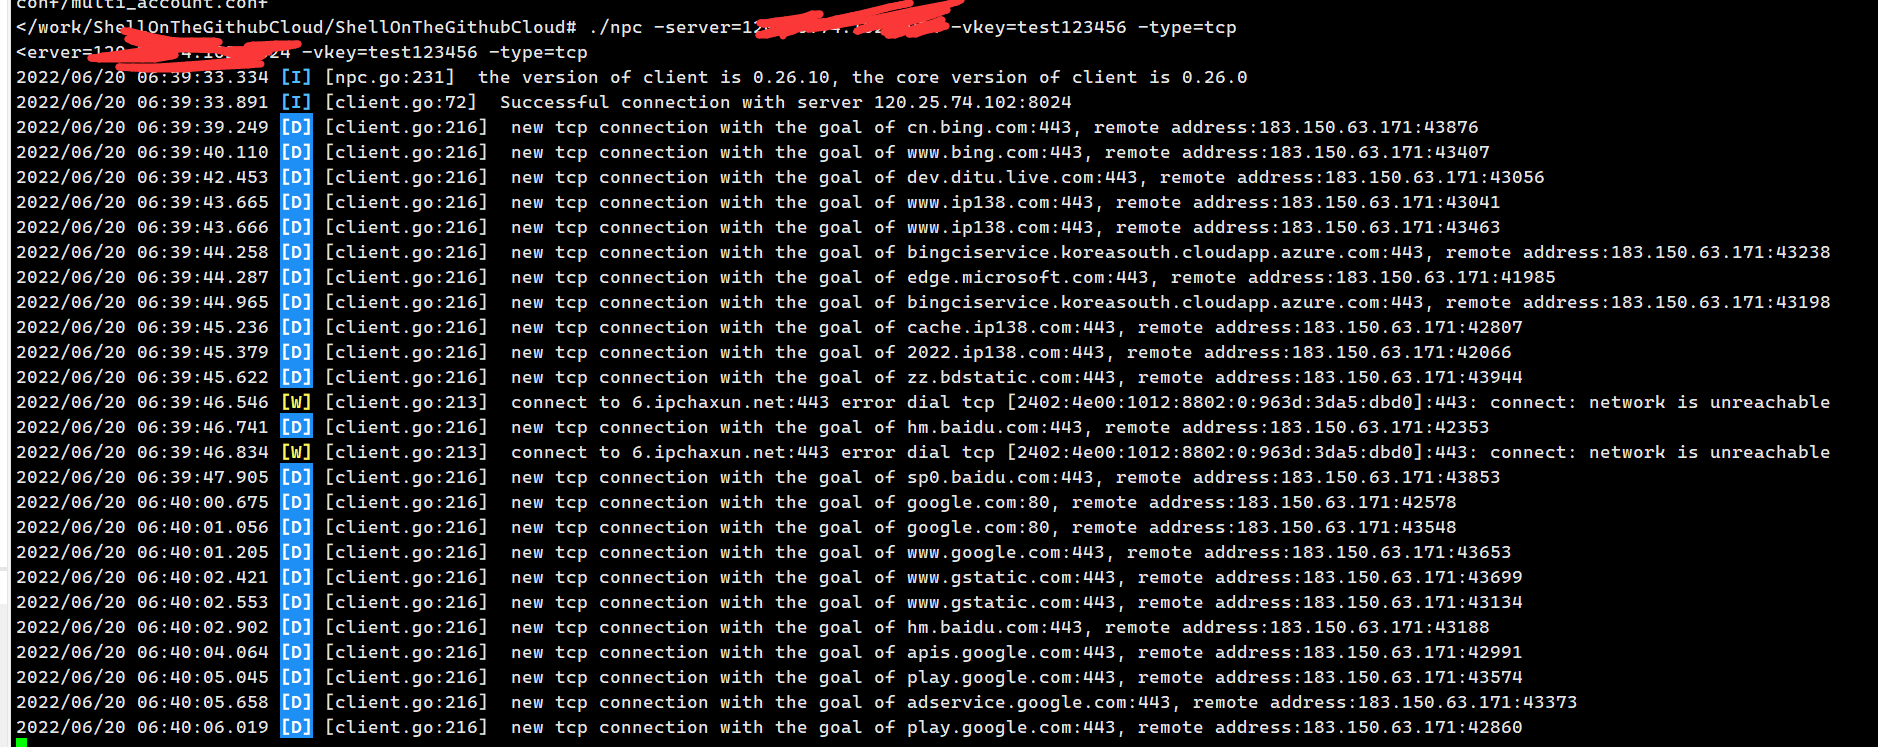 conf/multi_account.conf
</work/ShellOnTheGithubCloud/ShellOnTheGithubCloud# ./npc -server=12 -vkey=test123456 -type=tcp
<erver=120 24 -vkey=test123456 -type=tcp
2022/06/20 06:39:33.334 [I] [npc.go:231]  the version of client is 0.26.10, the core version of client is 0.26.0
2022/06/20 06:39:33.891 [I] [client.go:72]  Successful connection with server 120.25.74.102:8024
2022/06/20 06:39:39.249 [D] [client.go:216]  new tcp connection with the goal of cn.bing.com:443, remote address:183.150.63.171:43876
2022/06/20 06:39:40.110 [D] [client.go:216]  new tcp connection with the goal of www.bing.com:443, remote address:183.150.63.171:43407
2022/06/20 06:39:42.453 [D] [client.go:216]  new tcp connection with the goal of dev.ditu.live.com:443, remote address:183.150.63.171:43056
2022/06/20 06:39:43.665 [D] [client.go:216]  new tcp connection with the goal of www.ip138.com:443, remote address:183.150.63.171:43041
2022/06/20 06:39:43.666 [D] [client.go:216]  new tcp connection with the goal of www.ip138.com:443, remote address:183.150.63.171:43463
2022/06/20 06:39:44.258 [D] [client.go:216]  new tcp connection with the goal of bingciservice.koreasouth.cloudapp.azure.com:443, remote address:183.150.63.171:43238
2022/06/20 06:39:44.287 [D] [client.go:216]  new tcp connection with the goal of edge.microsoft.com:443, remote address:183.150.63.171:41985
2022/06/20 06:39:44.965 [D] [client.go:216]  new tcp connection with the goal of bingciservice.koreasouth.cloudapp.azure.com:443, remote address:183.150.63.171:43198
2022/06/20 06:39:45.236 [D] [client.go:216]  new tcp connection with the goal of cache.ip138.com:443, remote address:183.150.63.171:42807
2022/06/20 06:39:45.379 [D] [client.go:216]  new tcp connection with the goal of 2022.ip138.com:443, remote address:183.150.63.171:42066
2022/06/20 06:39:45.622 [D] [client.go:216]  new tcp connection with the goal of zz.bdstatic.com:443, remote address:183.150.63.171:43944
2022/06/20 06:39:46.546 [W] [client.go:213]  connect to 6.ipchaxun.net:443 error dial tcp [2402:4e00:1012:8802:0:963d:3da5:dbd0]:443: connect: network is unreachable
2022/06/20 06:39:46.741 [D] [client.go:216]  new tcp connection with the goal of hm.baidu.com:443, remote address:183.150.63.171:42353
2022/06/20 06:39:46.834 [W] [client.go:213]  connect to 6.ipchaxun.net:443 error dial tcp [2402:4e00:1012:8802:0:963d:3da5:dbd0]:443: connect: network is unreachable
2022/06/20 06:39:47.905 [D] [client.go:216]  new tcp connection with the goal of sp0.baidu.com:443, remote address:183.150.63.171:43853
2022/06/20 06:40:00.675 [D] [client.go:216]  new tcp connection with the goal of google.com:80, remote address:183.150.63.171:42578
2022/06/20 06:40:01.056 [D] [client.go:216]  new tcp connection with the goal of google.com:80, remote address:183.150.63.171:43548
2022/06/20 06:40:01.205 [D] [client.go:216]  new tcp connection with the goal of www.google.com:443, remote address:183.150.63.171:43653
2022/06/20 06:40:02.421 [D] [client.go:216]  new tcp connection with the goal of www.gstatic.com:443, remote address:183.150.63.171:43699
2022/06/20 06:40:02.553 [D] [client.go:216]  new tcp connection with the goal of www.gstatic.com:443, remote address:183.150.63.171:43134
2022/06/20 06:40:02.902 [D] [client.go:216]  new tcp connection with the goal of hm.baidu.com:443, remote address:183.150.63.171:43188
2022/06/20 06:40:04.064 [D] [client.go:216]  new tcp connection with the goal of apis.google.com:443, remote address:183.150.63.171:42991
2022/06/20 06:40:05.045 [D] [client.go:216]  new tcp connection with the goal of play.google.com:443, remote address:183.150.63.171:43574
2022/06/20 06:40:05.658 [D] [client.go:216]  new tcp connection with the goal of adservice.google.com:443, remote address:183.150.63.171:43373
2022/06/20 06:40:06.019 [D] [client.go:216]  new tcp connection with the goal of play.google.com:443, remote address:183.150.63.171:42860